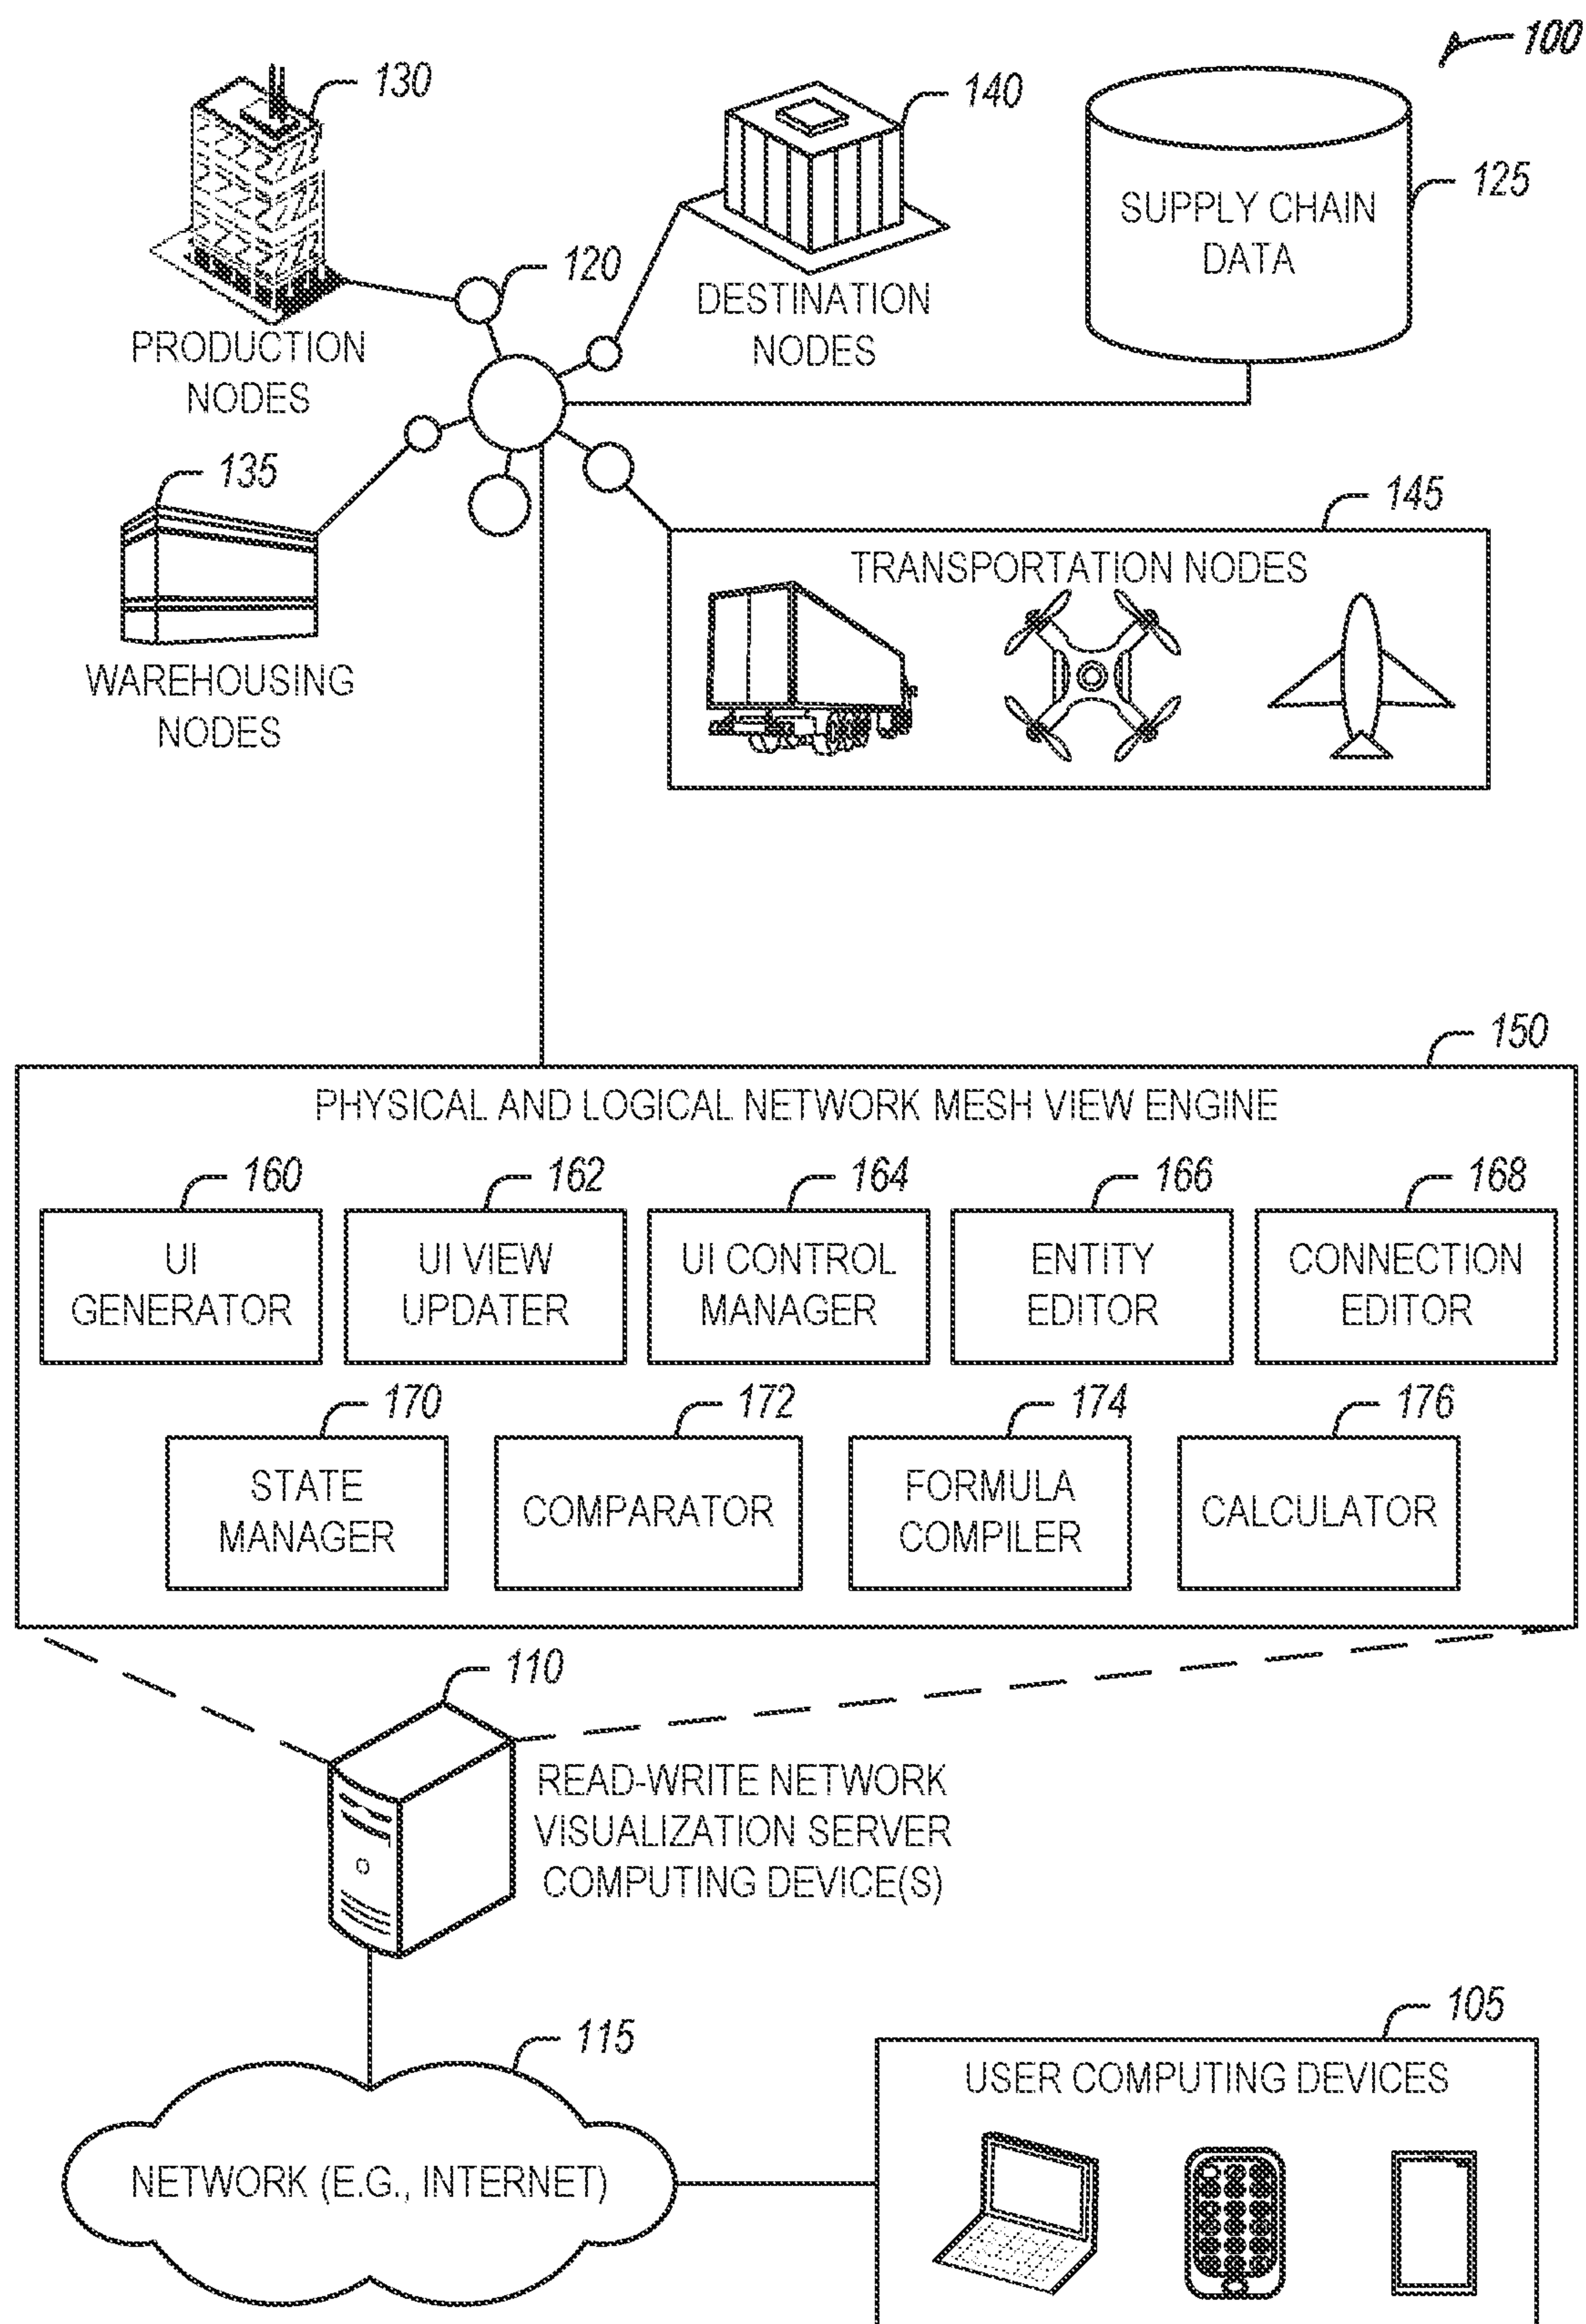 100
130
140
SUPPLY CHAIN
DATA
125
120
PRODUCTION
NODES
DESTINATION
NODES
135
WAREHOUSING
NODES
145
TRANSPORTATION NODES
150
PHYSICAL AND LOGICAL NETWORK MESH VIEW ENGINE
160
UI
GENERATOR
162
UI VIEW
UPDATER
164
UI CONTROL
MANAGER
166
ENTITY
EDITOR
168
CONNECTION
EDITOR
170
STATE
MANAGER
172
COMPARATOR
174
FORMULA
COMPILER
176
CALCULATOR
110
READ-WRITE NETWORK
VISUALIZATION SERVER
COMPUTING DEVICE(S)
115
NETWORK (E.G., INTERNET)
105
USER COMPUTING DEVICES